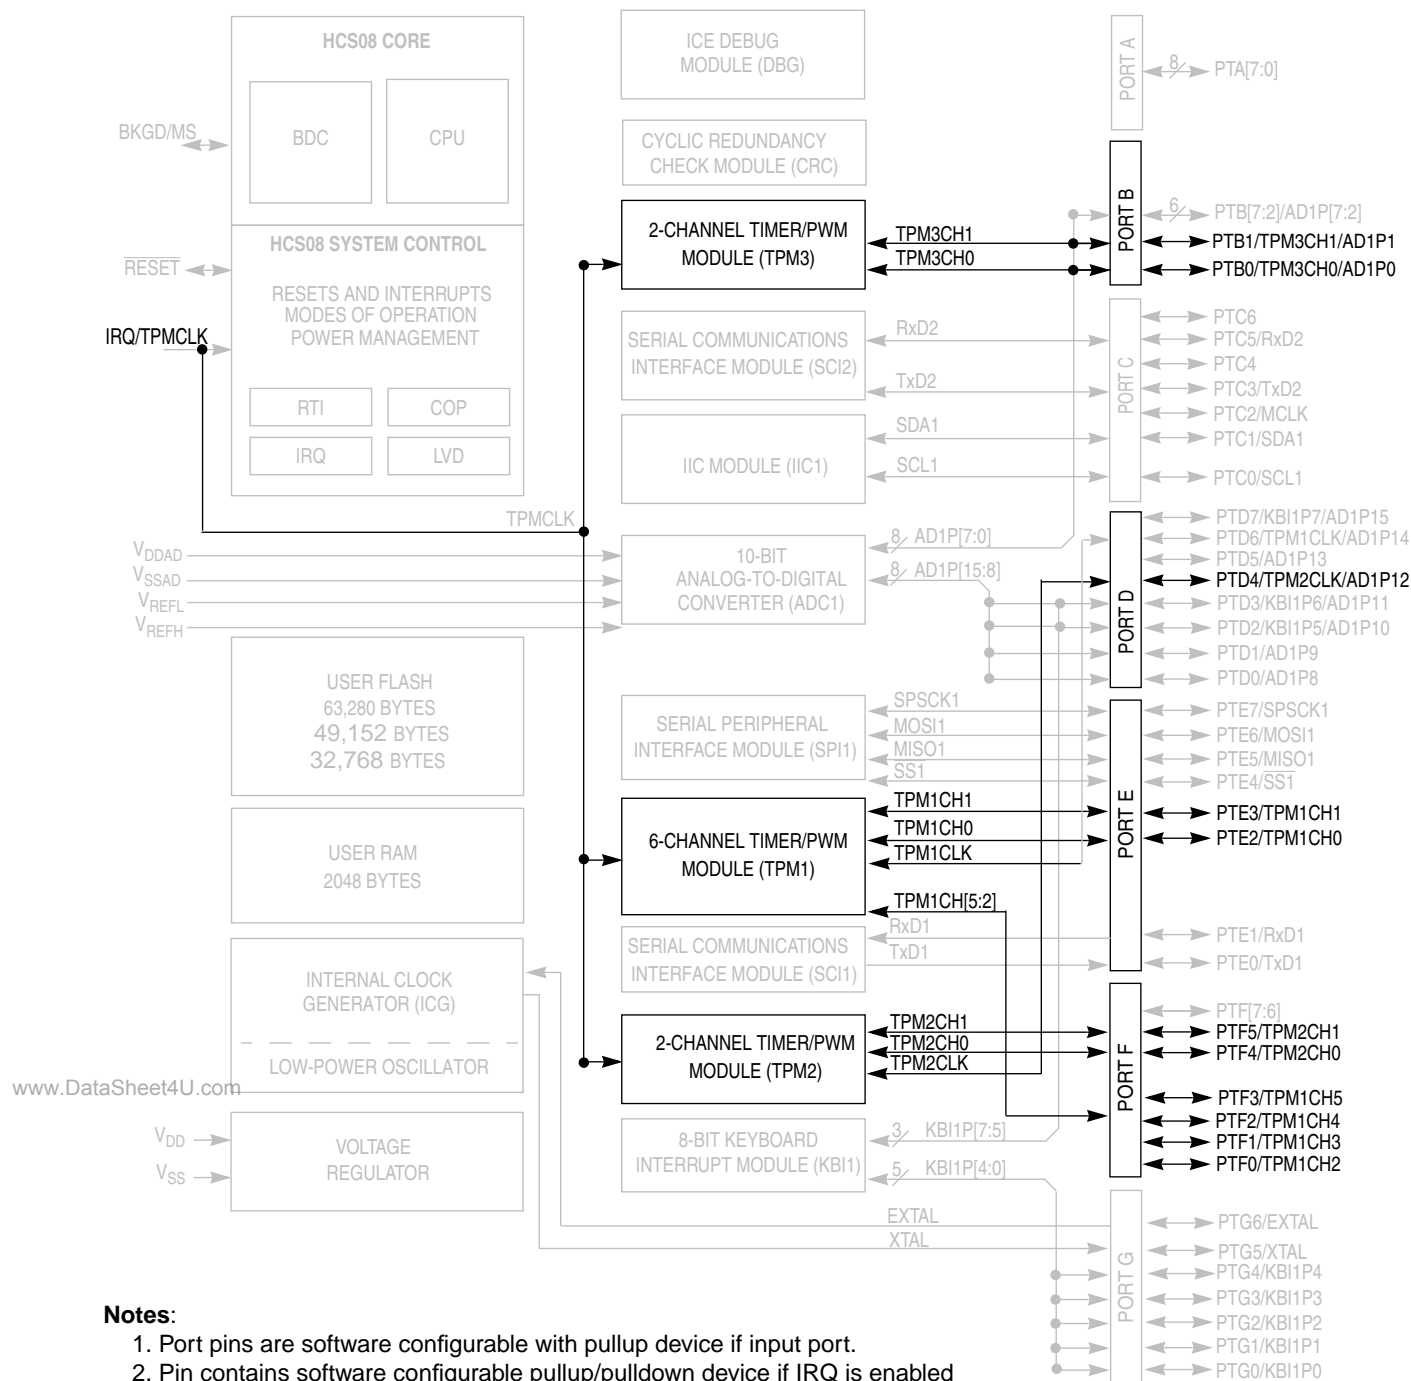 HCS08 CORE
BDC
CPU
BKGD/MS
HCS08 SYSTEM CONTROL
RESET
RESETS AND INTERRUPTS
MODES OF OPERATION
POWER MANAGEMENT
IRQ/TPMCLK
RTI
COP
IRQ
LVD
TPMCLK
VDDAD
VSSAD
VREFL
VREFH
USER FLASH
63,280 BYTES
49,152 BYTES
32,768 BYTES
USER RAM
2048 BYTES
INTERNAL CLOCK
GENERATOR (ICG)
LOW-POWER OSCILLATOR
www.DataSheet4U.com
VDD
VSS
VOLTAGE
REGULATOR
ICE DEBUG
MODULE (DBG)
CYCLIC REDUNDANCY
CHECK MODULE (CRC)
2-CHANNEL TIMER/PWM
MODULE (TPM3)
TPM3CH1
TPM3CH0
SERIAL COMMUNICATIONS
INTERFACE MODULE (SCI2)
RxD2
TxD2
IIC MODULE (IIC1)
SDA1
SCL1
10-BIT
ANALOG-TO-DIGITAL
CONVERTER (ADC1)
8 AD1P[7:0]
8 AD1P[15:8]
SERIAL PERIPHERAL
INTERFACE MODULE (SPI1)
SPSCK1
MOSI1
MISO1
SS1
6-CHANNEL TIMER/PWM
MODULE (TPM1)
TPM1CH1
TPM1CH0
TPM1CLK
TPM1CH[5:2]
SERIAL COMMUNICATIONS
INTERFACE MODULE (SCI1)
RxD1
TxD1
2-CHANNEL TIMER/PWM
MODULE (TPM2)
TPM2CH1
TPM2CH0
TPM2CLK
8-BIT KEYBOARD
INTERRUPT MODULE (KBI1)
3 KBI1P[7:5]
5 KBI1P[4:0]
EXTAL
XTAL
PORT A
8 PTA[7:0]
PORT B
6 PTB[7:2]/AD1P[7:2]
PTB1/TPM3CH1/AD1P1
PTB0/TPM3CH0/AD1P0
PORT C
PTC6
PTC5/RxD2
PTC4
PTC3/TxD2
PTC2/MCLK
PTC1/SDA1
PTC0/SCL1
PORT D
PTD7/KBI1P7/AD1P15
PTD6/TPM1CLK/AD1P14
PTD5/AD1P13
PTD4/TPM2CLK/AD1P12
PTD3/KBI1P6/AD1P11
PTD2/KBI1P5/AD1P10
PTD1/AD1P9
PTD0/AD1P8
PORT E
PTE7/SPSCK1
PTE6/MOSI1
PTE5/MISO1
PTE4/SS1
PTE3/TPM1CH1
PTE2/TPM1CH0
PTE1/RxD1
PTE0/TxD1
PORT F
PTF[7:6]
PTF5/TPM2CH1
PTF4/TPM2CH0
PTF3/TPM1CH5
PTF2/TPM1CH4
PTF1/TPM1CH3
PTF0/TPM1CH2
PORT G
PTG6/EXTAL
PTG5/XTAL
PTG4/KBI1P4
PTG3/KBI1P3
PTG2/KBI1P2
PTG1/KBI1P1
PTG0/KBI1P0
Notes:
1. Port pins are software configurable with pullup device if input port.
2. Pin contains software configurable pullup/pulldown device if IRQ is enabled